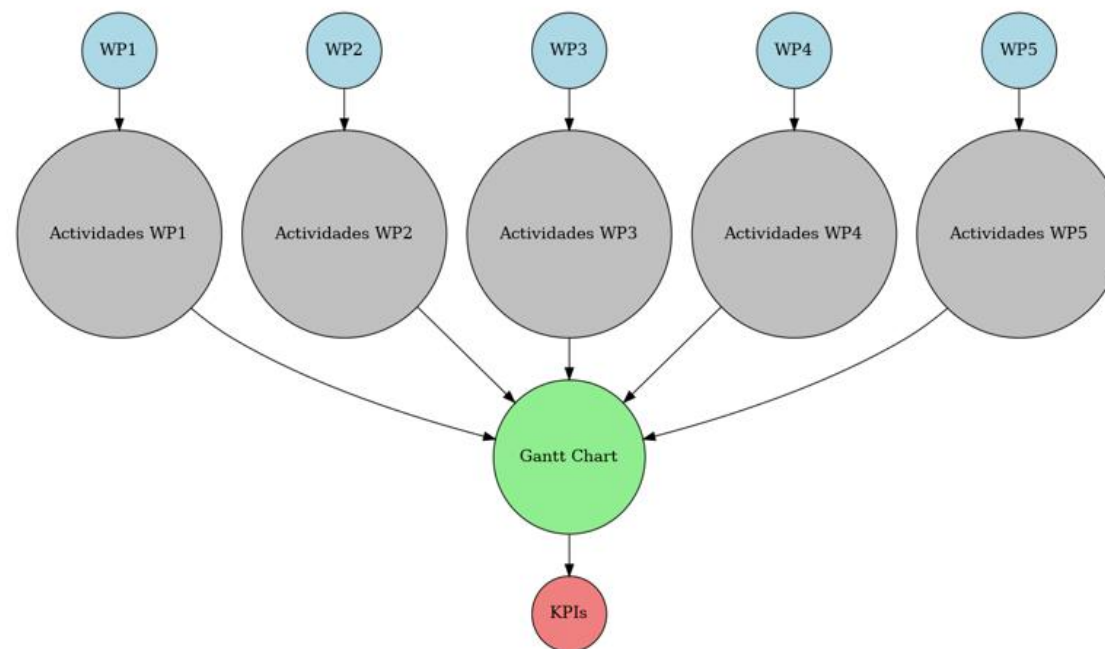 WP1
WP2
WP3
WP4
WP5
Actividades WP1
Actividades WP2
Actividades WP3
Actividades WP4
Actividades WP5
Gantt Chart
KPIs